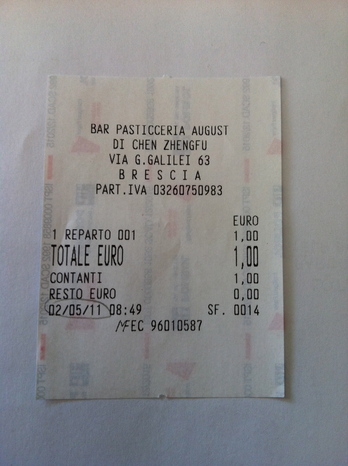 BAR PASTICCERIA AUGUST
DI CHEN ZHENGFU
VIA G.GALILEI 63
BRESCIA
PART.IVA 03260750983
EURO
1 REPARTO 001 1,00
TOTALE EURO 1,00
CONTANTI 1,00
RESTO EURO 0,00
02/05/11 08:49 SF. 0014
MFEC 96010587